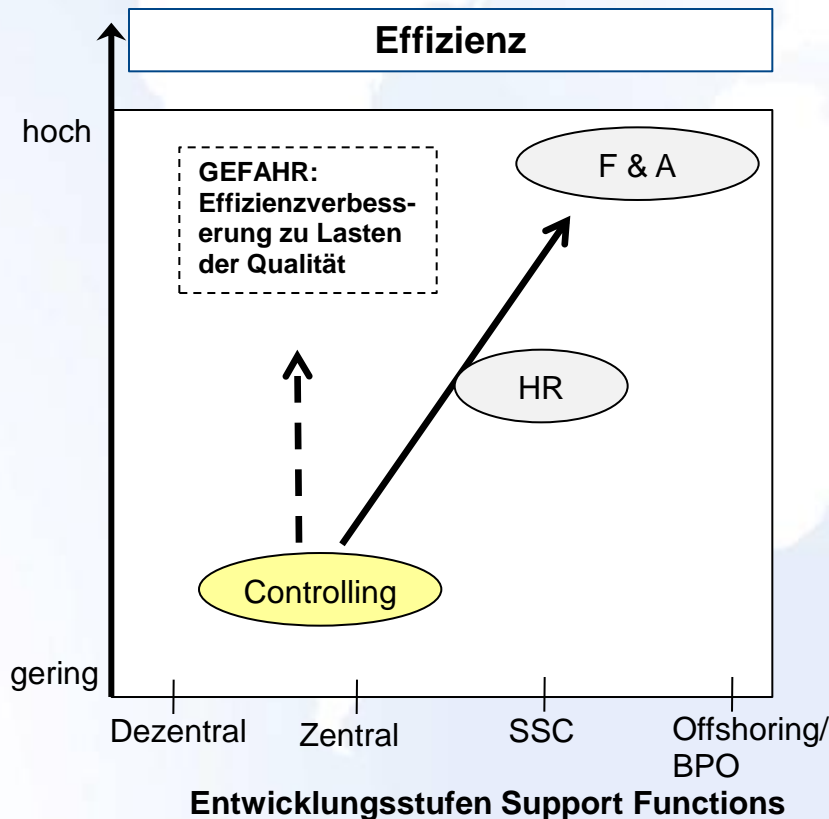 Effizienz
hoch
GEFAHR:
Effizienzverbess-
erung zu Lasten
der Qualität
F & A
HR
Controlling
gering
Dezentral
Zentral
SSC
Offshoring/
BPO
Entwicklungsstufen Support Functions